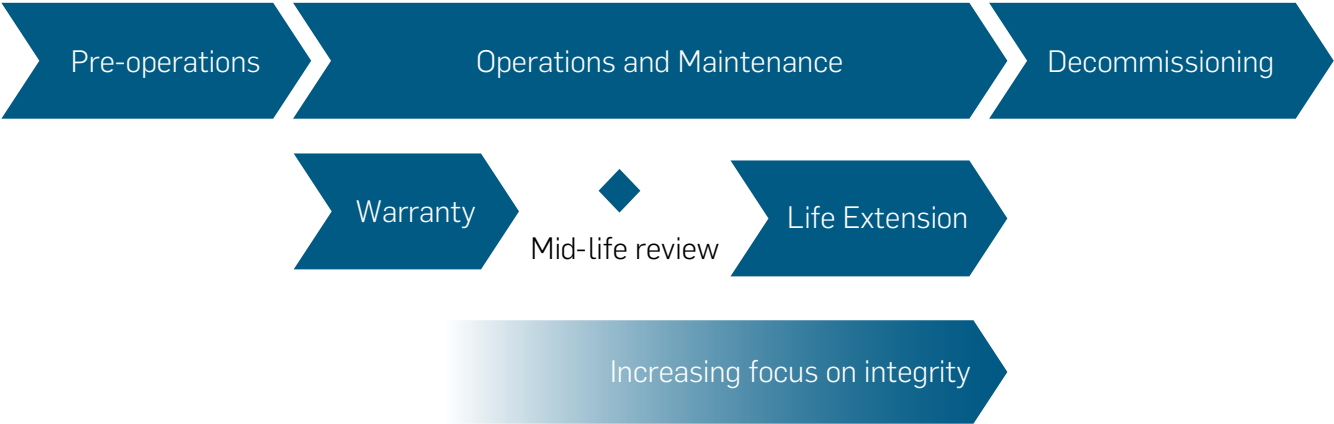 Pre-operations
Operations and Maintenance
Decommissioning
Warranty
Mid-life review
Life Extension
Increasing focus on integrity